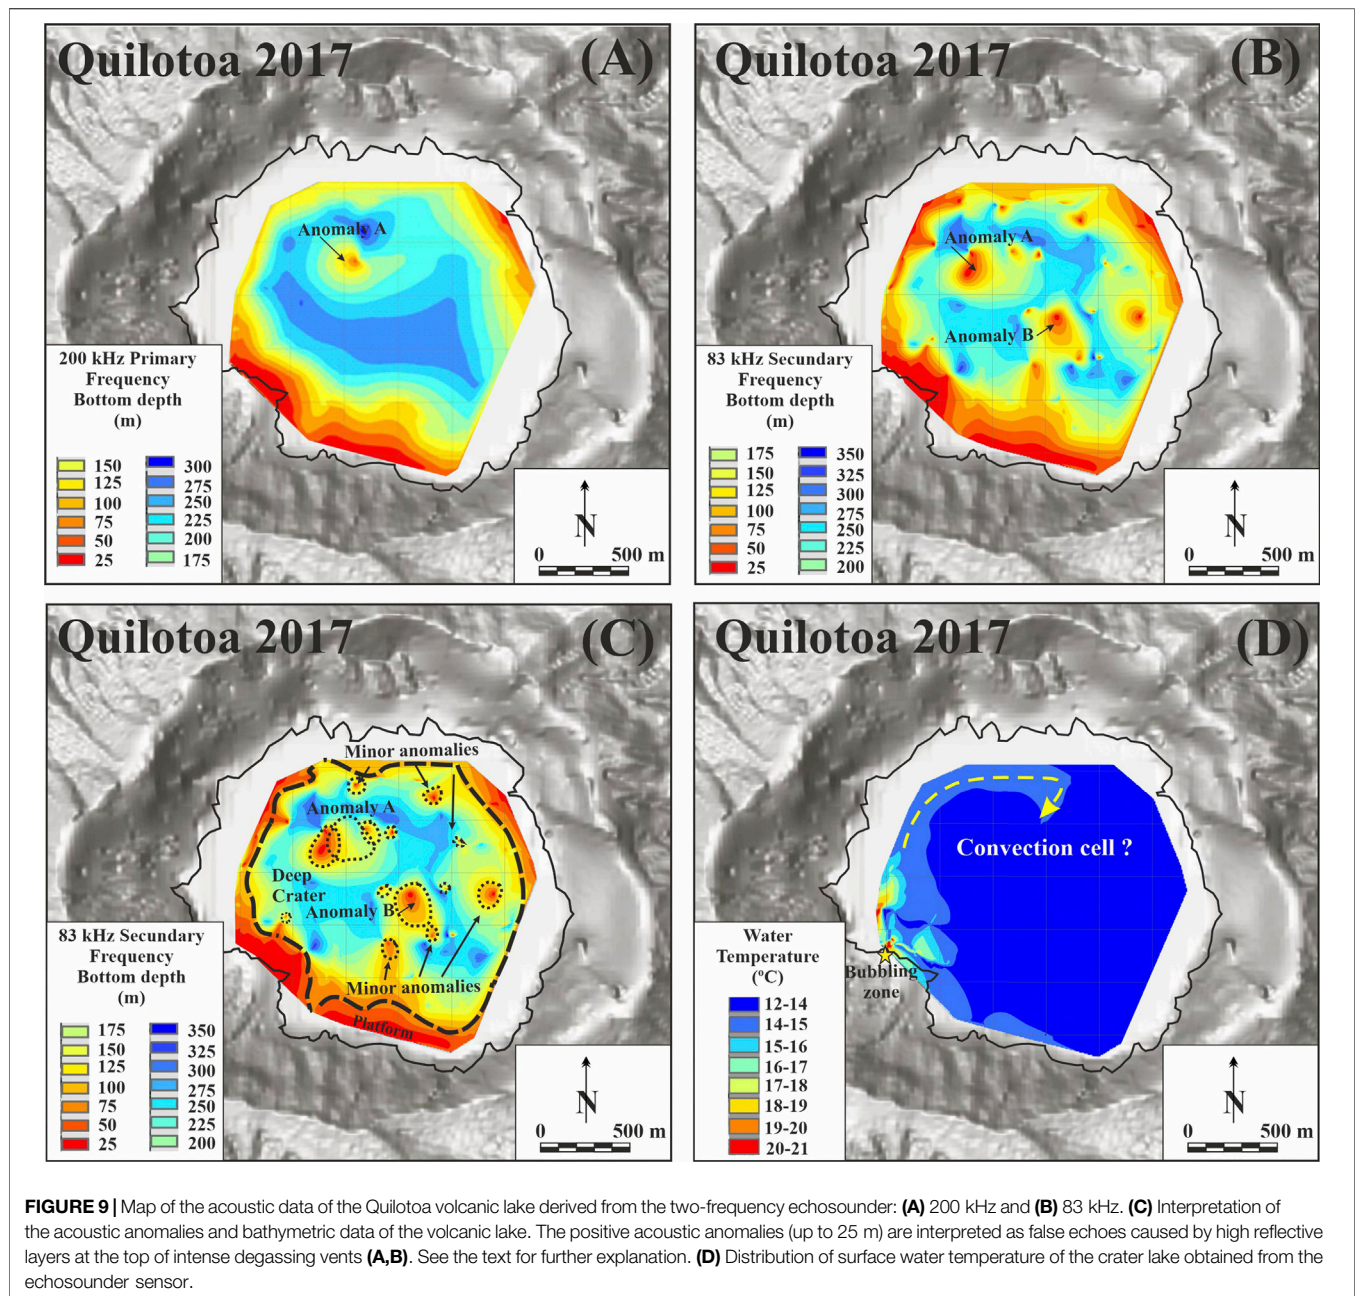 Quilotoa 2017
(A)
Anomaly A
200 kHz Primary
Frequency
Bottom depth
(m)
150
125
100
75
50
25
300
275
250
225
200
175
N
0 500 m
Quilotoa 2017
(B)
Anomaly A
Anomaly B
83 kHz Secundary
Frequency
Bottom depth
(m)
175
150
125
100
75
50
25
350
325
300
275
250
225
200
N
0 500 m
Quilotoa 2017
(C)
Minor anomalies
Anomaly A
Deep
Crater
Anomaly B
Minor anomalies
Platform
83 kHz Secundary
Frequency
Bottom depth
(m)
175
150
125
100
75
50
25
350
325
300
275
250
225
200
N
0 500 m
Quilotoa 2017
(D)
Convection cell ?
Bubbling
zone
Water
Temperature
(ºC)
12-14
14-15
15-16
16-17
17-18
18-19
19-20
20-21
N
0 500 m
FIGURE 9 | Map of the acoustic data of the Quilotoa volcanic lake derived from the two-frequency echosounder: (A) 200 kHz and (B) 83 kHz. (C) Interpretation of
the acoustic anomalies and bathymetric data of the volcanic lake. The positive acoustic anomalies (up to 25 m) are interpreted as false echoes caused by high reflective
layers at the top of intense degassing vents (A,B). See the text for further explanation. (D) Distribution of surface water temperature of the crater lake obtained from the
echosounder sensor.